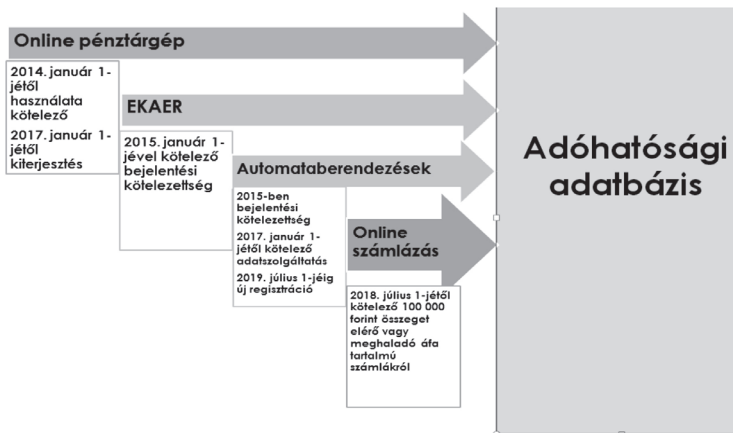 Online pénztárgép
2014. január 1-
jétől
használata
kötelező
2017. január 1-
jétől
kiterjesztés
EKAER
2015. január 1-
jével kötelező
bejelentési
kötelezettség
Automataberendezések
2015-ben
bejelentési
kötelezettség
2017. január 1-
jétől kötelező
adatszolgáltatás
2019. július 1-jéig
új regisztráció
Online
számlázás
2018. július 1-jétől
kötelező 100 000
forint összeget
elérő vagy
meghaladó áfa
tartalmú
számlákról
Adóhatósági
adatbázis